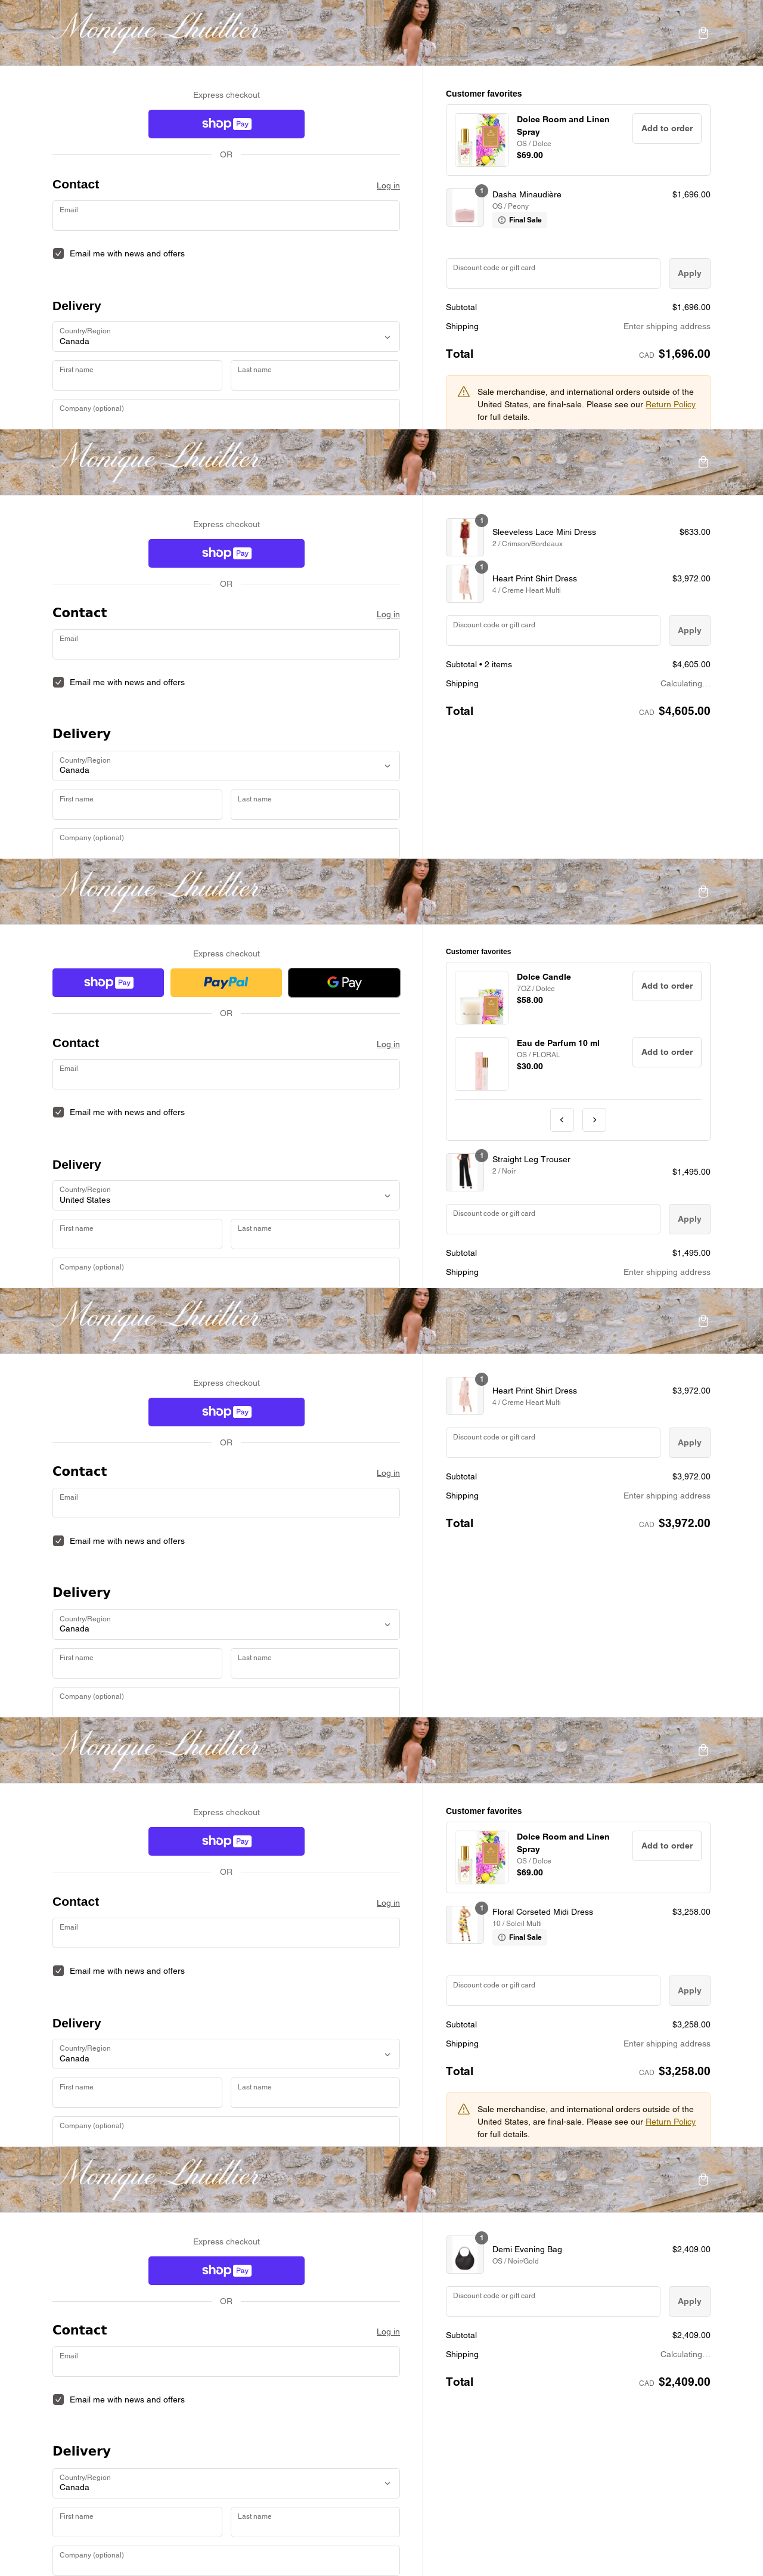 Monique Lhuillier
Express checkout
shop Pay
OR
Contact
Log in
Email
Email me with news and offers
Delivery
Country/Region
Canada
First name
Last name
Company (optional)
Customer favorites
Dolce Room and Linen
Spray
OS / Dolce
$69.00
Add to order
1
Dasha Minaudière
OS / Peony
Final Sale
$1,696.00
Discount code or gift card
Apply
Subtotal
$1,696.00
Shipping
Enter shipping address
Total
CAD $1,696.00
Sale merchandise, and international orders outside of the
United States, are final-sale. Please see our Return Policy
for full details.
Monique Lhuillier
Express checkout
shop Pay
OR
Contact
Log in
Email
Email me with news and offers
Delivery
Country/Region
Canada
First name
Last name
Company (optional)
1
Sleeveless Lace Mini Dress
2 / Crimson/Bordeaux
$633.00
1
Heart Print Shirt Dress
4 / Creme Heart Multi
$3,972.00
Discount code or gift card
Apply
Subtotal • 2 items
$4,605.00
Shipping
Calculating...
Total
CAD $4,605.00
Monique Lhuillier
Express checkout
shop Pay
PayPal
G Pay
OR
Contact
Log in
Email
Email me with news and offers
Delivery
Country/Region
United States
First name
Last name
Company (optional)
Customer favorites
Dolce Candle
7OZ / Dolce
$58.00
Add to order
Eau de Parfum 10 ml
OS / FLORAL
$30.00
Add to order
1
Straight Leg Trouser
2 / Noir
$1,495.00
Discount code or gift card
Apply
Subtotal
$1,495.00
Shipping
Enter shipping address
Monique Lhuillier
Express checkout
shop Pay
OR
Contact
Log in
Email
Email me with news and offers
Delivery
Country/Region
Canada
First name
Last name
Company (optional)
1
Heart Print Shirt Dress
4 / Creme Heart Multi
$3,972.00
Discount code or gift card
Apply
Subtotal
$3,972.00
Shipping
Enter shipping address
Total
CAD $3,972.00
Monique Lhuillier
Express checkout
shop Pay
OR
Contact
Log in
Email
Email me with news and offers
Delivery
Country/Region
Canada
First name
Last name
Company (optional)
Customer favorites
Dolce Room and Linen
Spray
OS / Dolce
$69.00
Add to order
1
Floral Corseted Midi Dress
10 / Soleil Multi
Final Sale
$3,258.00
Discount code or gift card
Apply
Subtotal
$3,258.00
Shipping
Enter shipping address
Total
CAD $3,258.00
Sale merchandise, and international orders outside of the
United States, are final-sale. Please see our Return Policy
for full details.
Monique Lhuillier
Express checkout
shop Pay
OR
Contact
Log in
Email
Email me with news and offers
Delivery
Country/Region
Canada
First name
Last name
Company (optional)
1
Demi Evening Bag
OS / Noir/Gold
$2,409.00
Discount code or gift card
Apply
Subtotal
$2,409.00
Shipping
Calculating...
Total
CAD $2,409.00